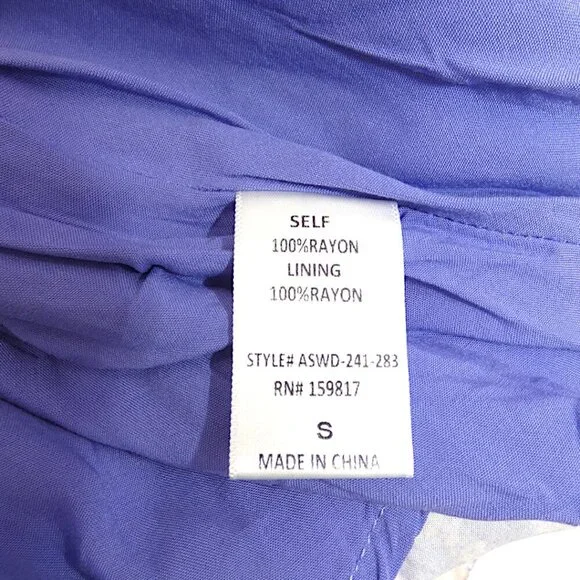 SELF
100%RAYON
LINING
100%RAYON
STYLE# ASWD-241-283
RN# 159817
S
MADE IN CHINA